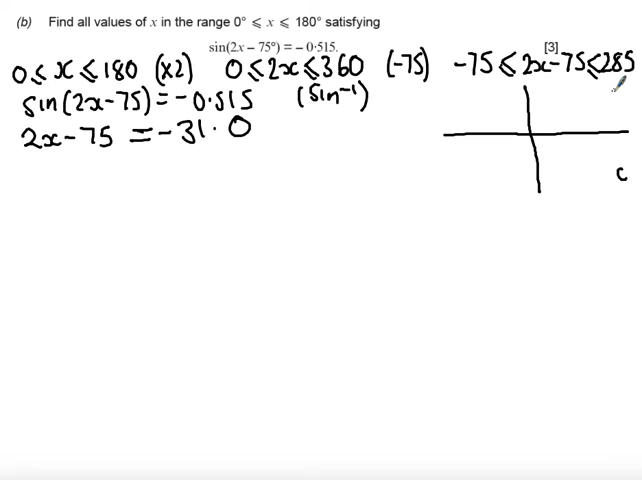 (b) Find all values of x in the range 0° ⩽ x ⩽ 180° satisfying
sin(2x − 75°) = − 0·515.
[3]
0 ⩽ x ⩽ 180 (×2) 0 ⩽ 2x ⩽ 360 (-75) -75 ⩽ 2x-75 ⩽ 285
sin(2x-75) = -0.515 (sin⁻¹)
2x-75 = -31.0
C